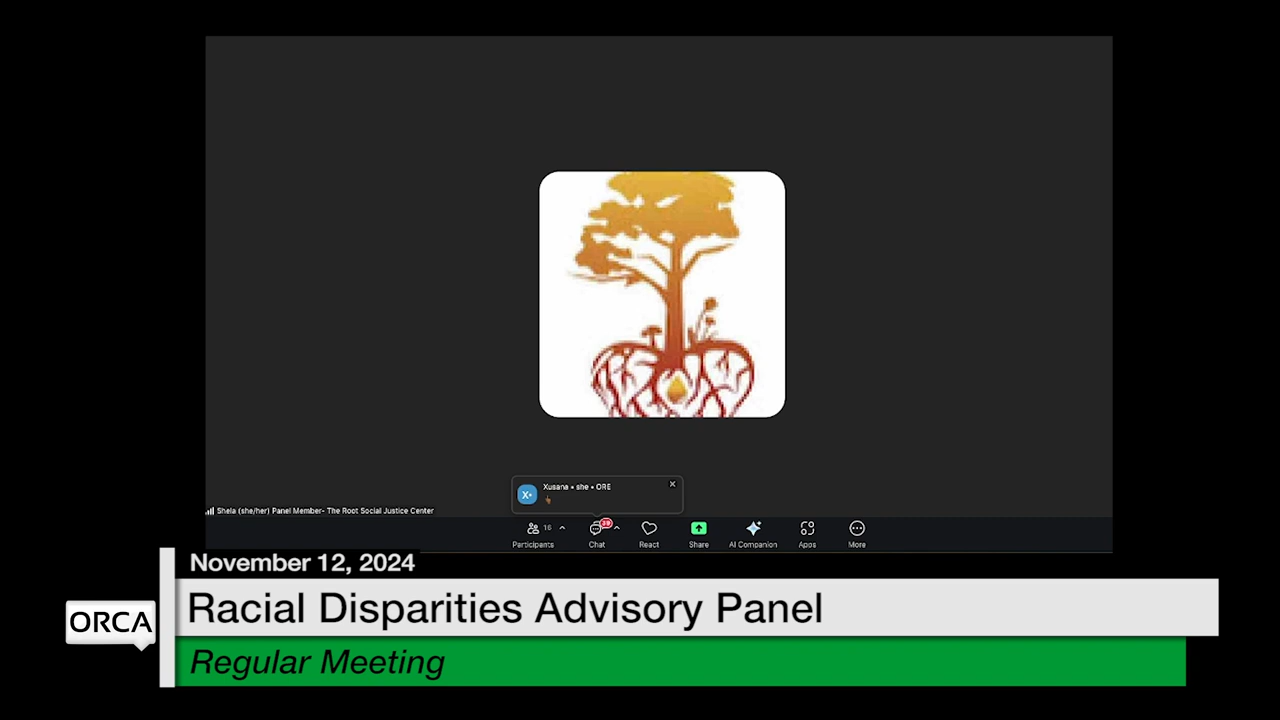 Xusana • she • ORE
X•
Shela (she/her) Panel Member- The Root Social Justice Center
16
39
Participants
Chat
React
Share
AI Companion
Apps
More
November 12, 2024
Racial Disparities Advisory Panel
ORCA
Regular Meeting